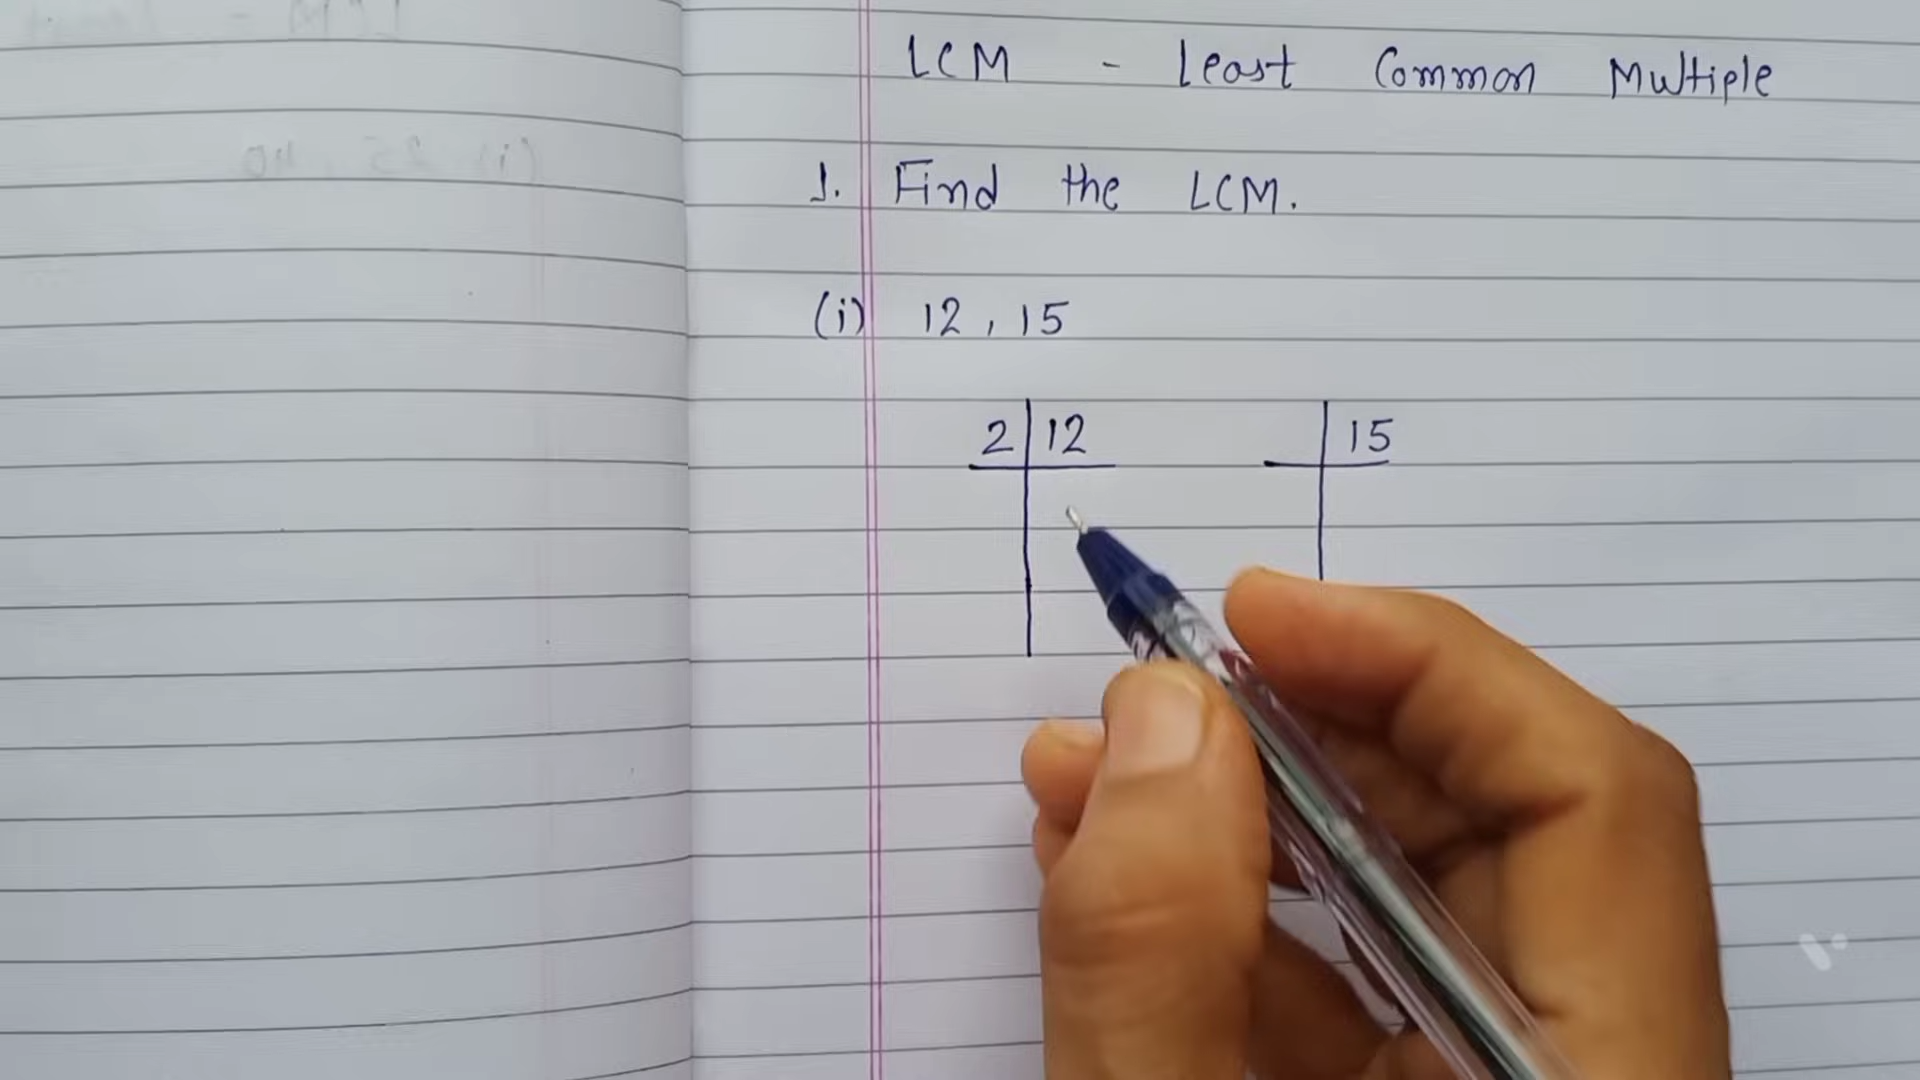 LCM - Least Common Multiple
1. Find the LCM.
(i) 12, 15
2 12 15